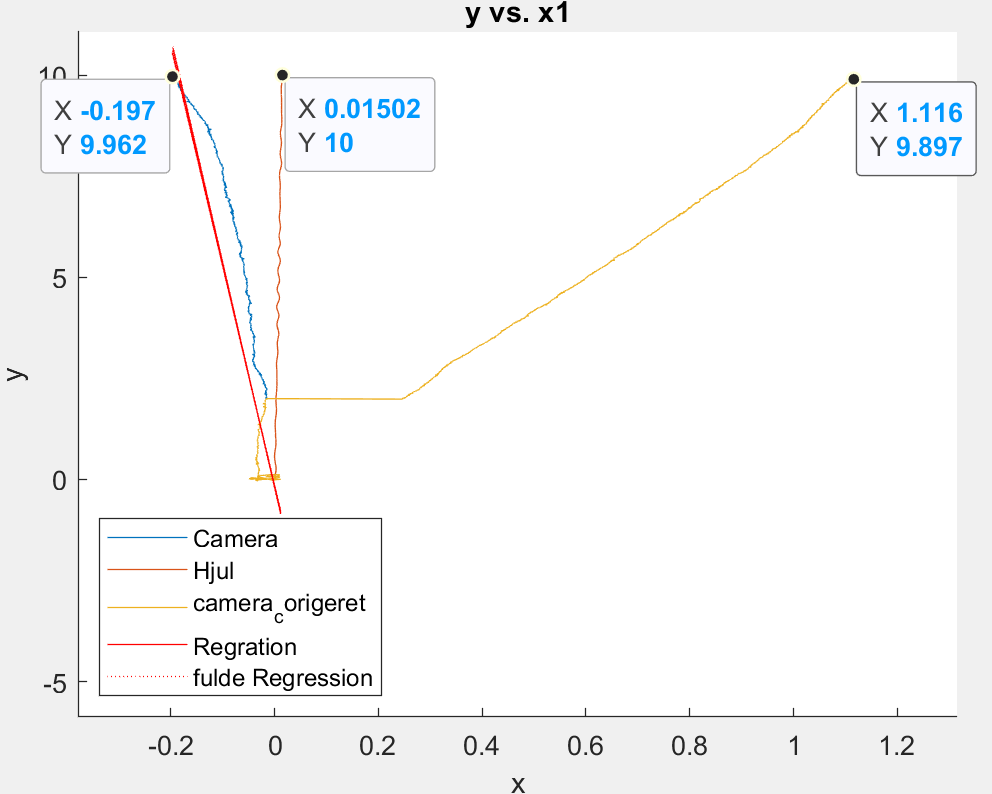 y vs. x1
10
X -0.197
Y 9.962
X 0.01502
Y 10
X 1.116
Y 9.897
5
y
0
-5
Camera
Hjul
camera_corigeret
Regration
fulde Regression
-0.2 0 0.2 0.4 0.6 0.8 1 1.2
x